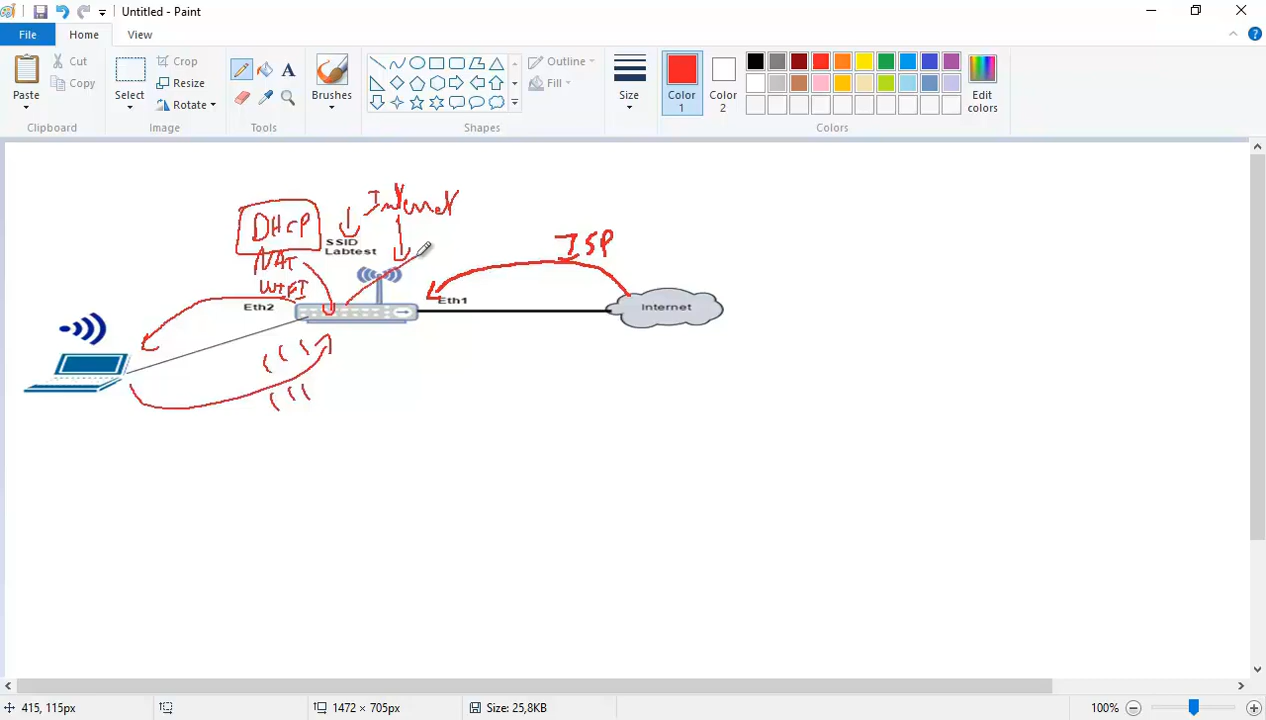 Untitled - Paint
File
Home
View
Paste
Cut
Copy
Clipboard
Select
Crop
Resize
Rotate
Image
A
Tools
Brushes
Outline
Fill
Shapes
Size
Color 1
Color 2
Edit colors
Colors
Internet
DHCP
SSID
Labtest
NAT
WIFI
ISP
Eth2
Eth1
Internet
415, 115px
1472 × 705px
Size: 25,8KB
100%